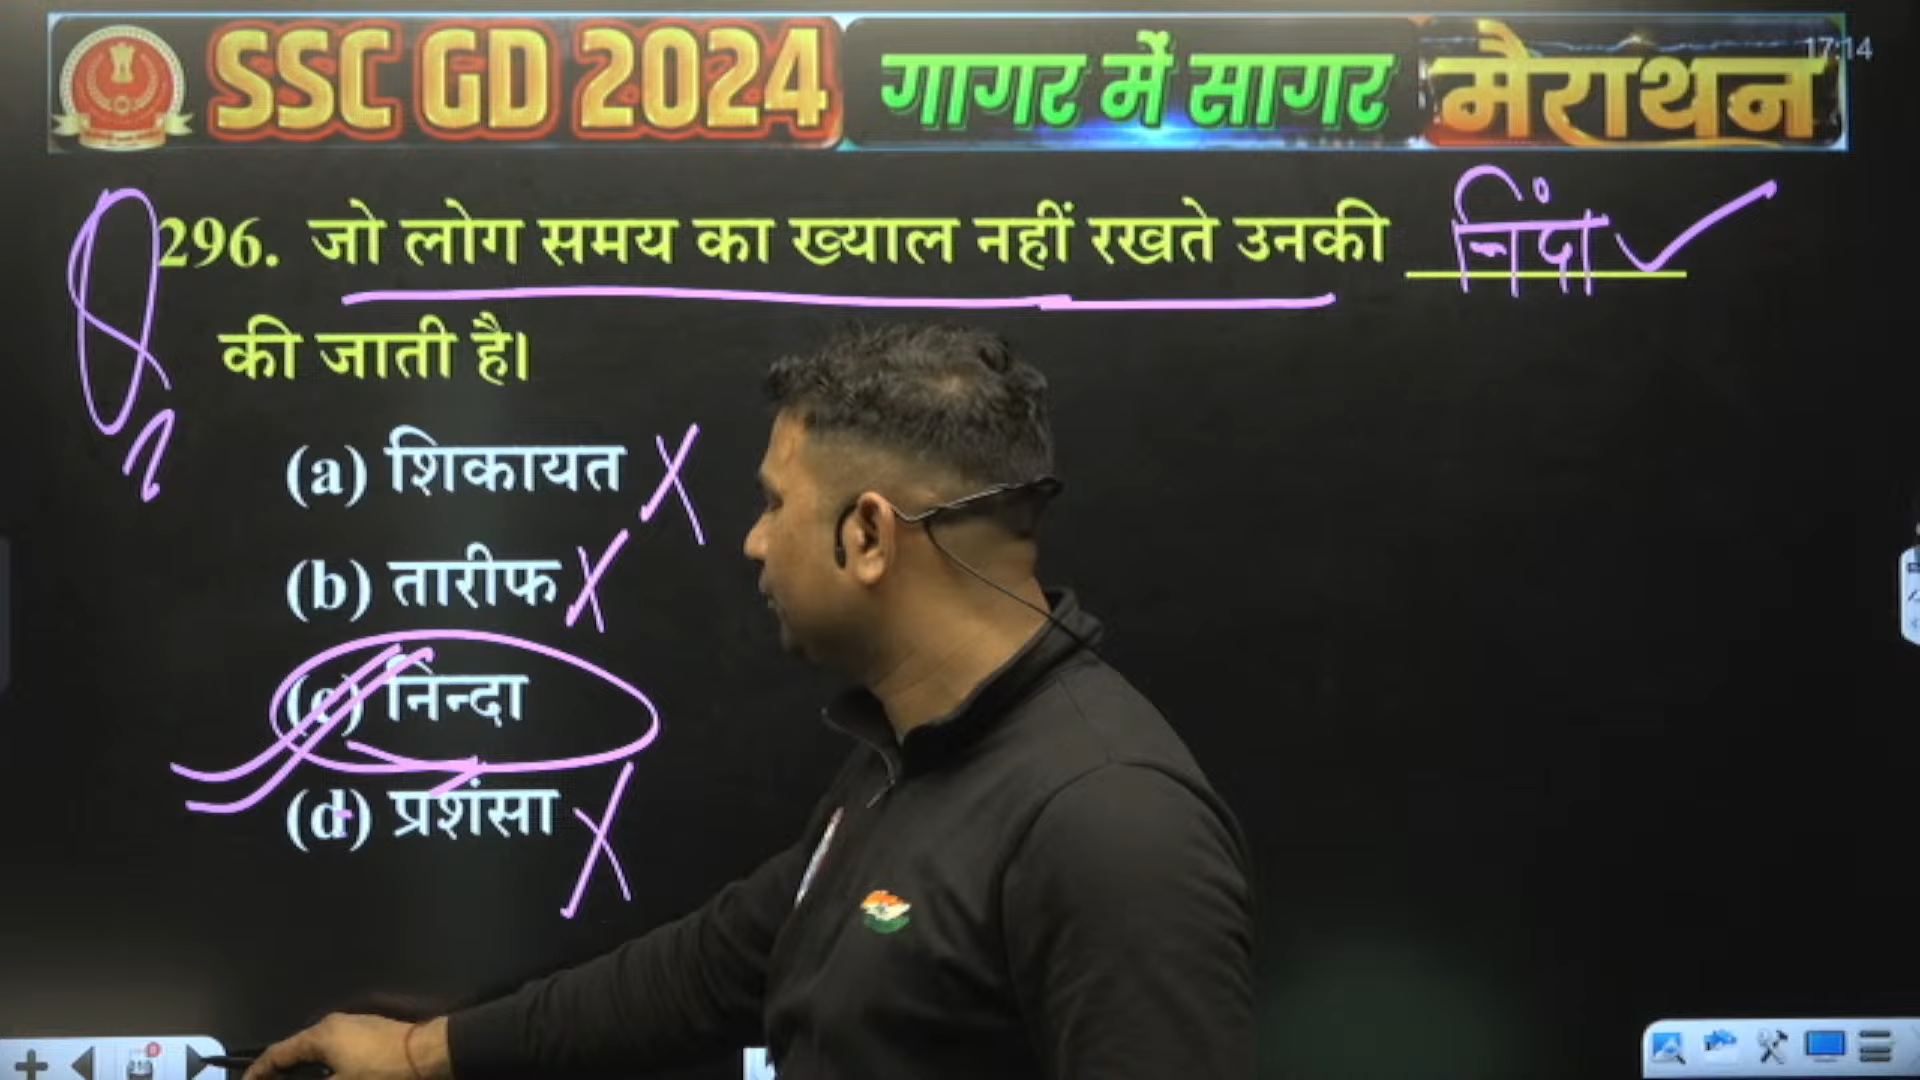 SSC GD 2024 गागर में सागर मैराथन
17:14
296. जो लोग समय का ख्याल नहीं रखते उनकी निंदा
की जाती है।
(a) शिकायत
(b) तारीफ
(c) निन्दा
(d) प्रशंसा